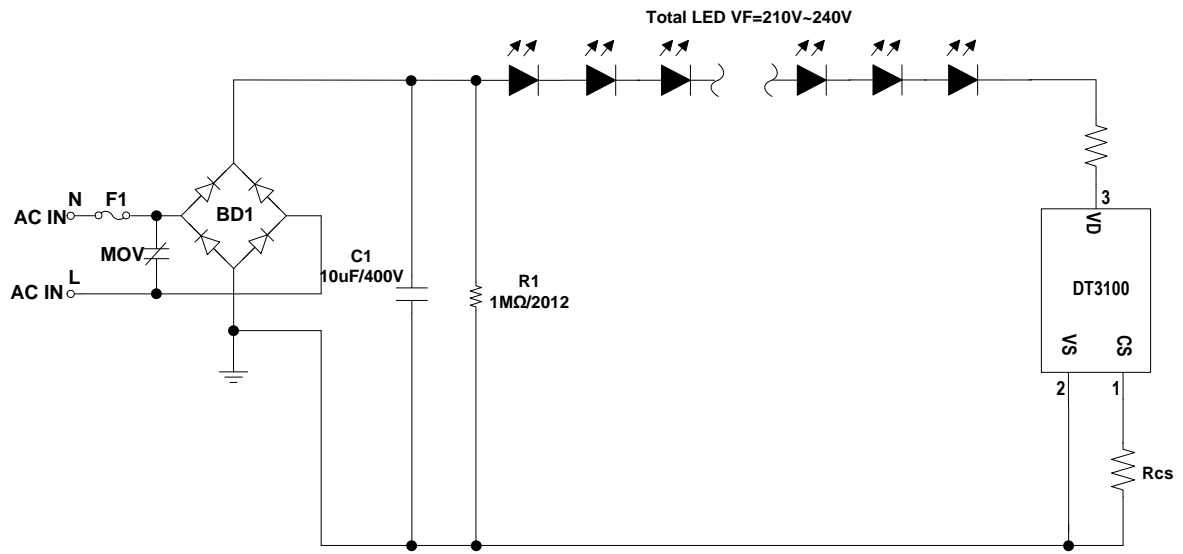 Total LED VF=210V~240V
AC IN N F1
BD1
MOV
AC IN L
C1
10uF/400V
R1
1MΩ/2012
3
VD
DT3100
VS CS
2 1
Rcs